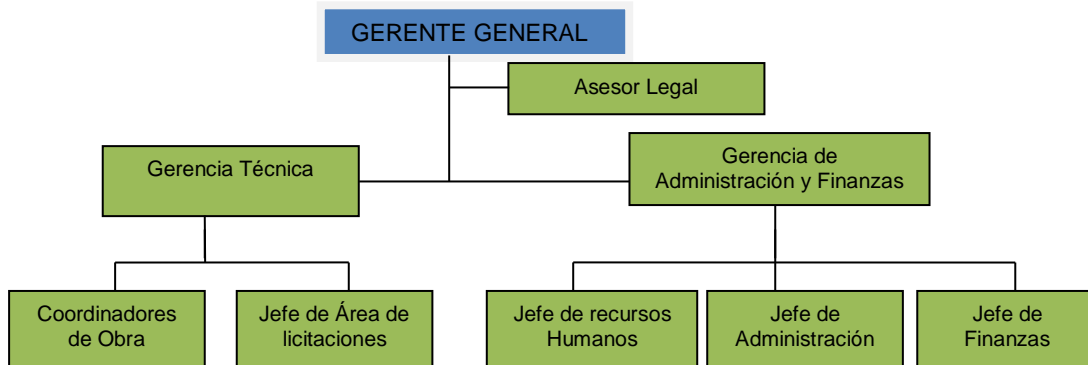 GERENTE GENERAL
Asesor Legal
Gerencia Técnica
Gerencia de
Administración y Finanzas
Coordinadores
de Obra
Jefe de Área de
licitaciones
Jefe de recursos
Humanos
Jefe de
Administración
Jefe de
Finanzas